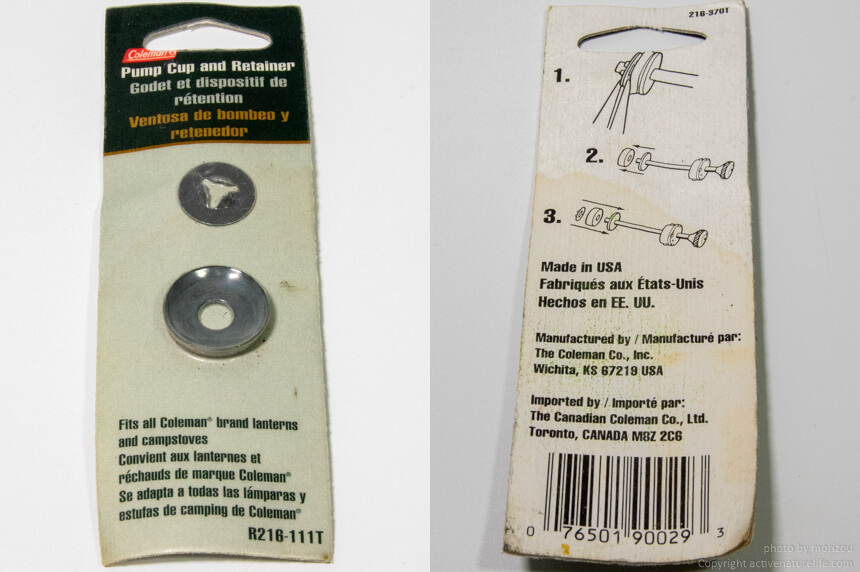 Coleman®
Pump Cup and Retainer
Godet et dispositif de
rétention
Ventosa de bombeo y
retenedor
Fits all Coleman® brand lanterns
and campstoves
Convient aux lanternes et
réchauds de marque Coleman®
Se adapta a todas las lámparas y
estufas de camping de Coleman®
R216-111T
216-370T
1.
2.
3.
Made in USA
Fabriqués aux États-Unis
Hechos en EE. UU.
Manufactured by / Manufacturé par:
The Coleman Co., Inc.
Wichita, KS 67219 USA
Imported by / Importé par:
The Canadian Coleman Co., Ltd.
Toronto, CANADA M8Z 2C6
0 76501 90029 3
photo by morizou
Copyright activenaturelife.com